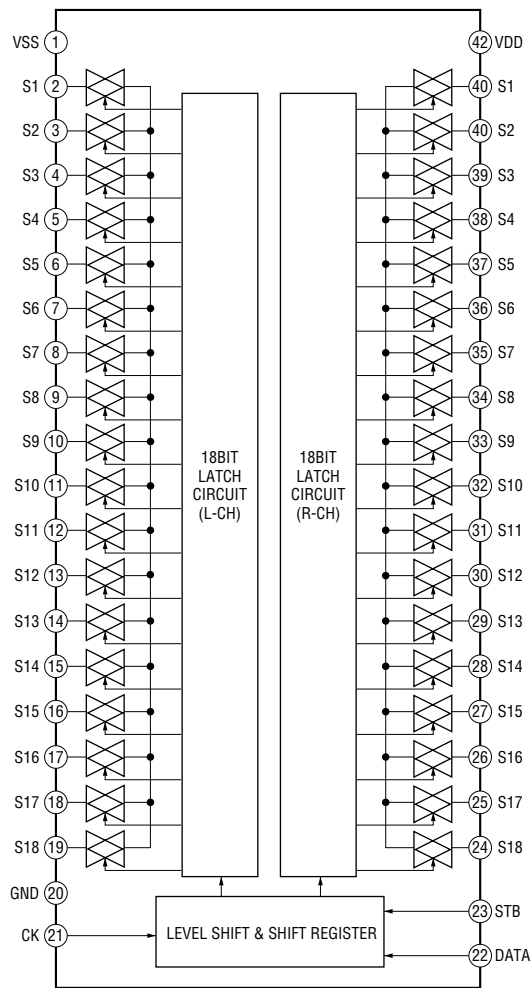 VSS 1 42 VDD
S1 2 40 S1
S2 3 40 S2
S3 4 39 S3
S4 5 38 S4
S5 6 37 S5
S6 7 36 S6
S7 8 35 S7
S8 9 34 S8
S9 10 33 S9
18BIT
LATCH
CIRCUIT
(L-CH)
18BIT
LATCH
CIRCUIT
(R-CH)
S10 11 32 S10
S11 12 31 S11
S12 13 30 S12
S13 14 29 S13
S14 15 28 S14
S15 16 27 S15
S16 17 26 S16
S17 18 25 S17
S18 19 24 S18
GND 20
23 STB
CK 21
LEVEL SHIFT & SHIFT REGISTER
22 DATA